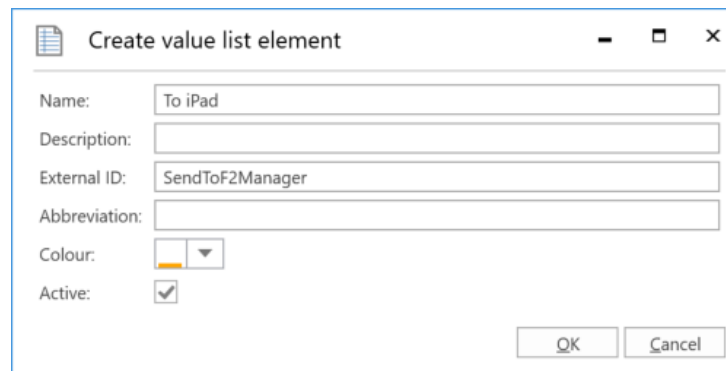 Create value list element
Name: To iPad
Description:
External ID: SendToF2Manager
Abbreviation:
Colour:
Active:
OK Cancel